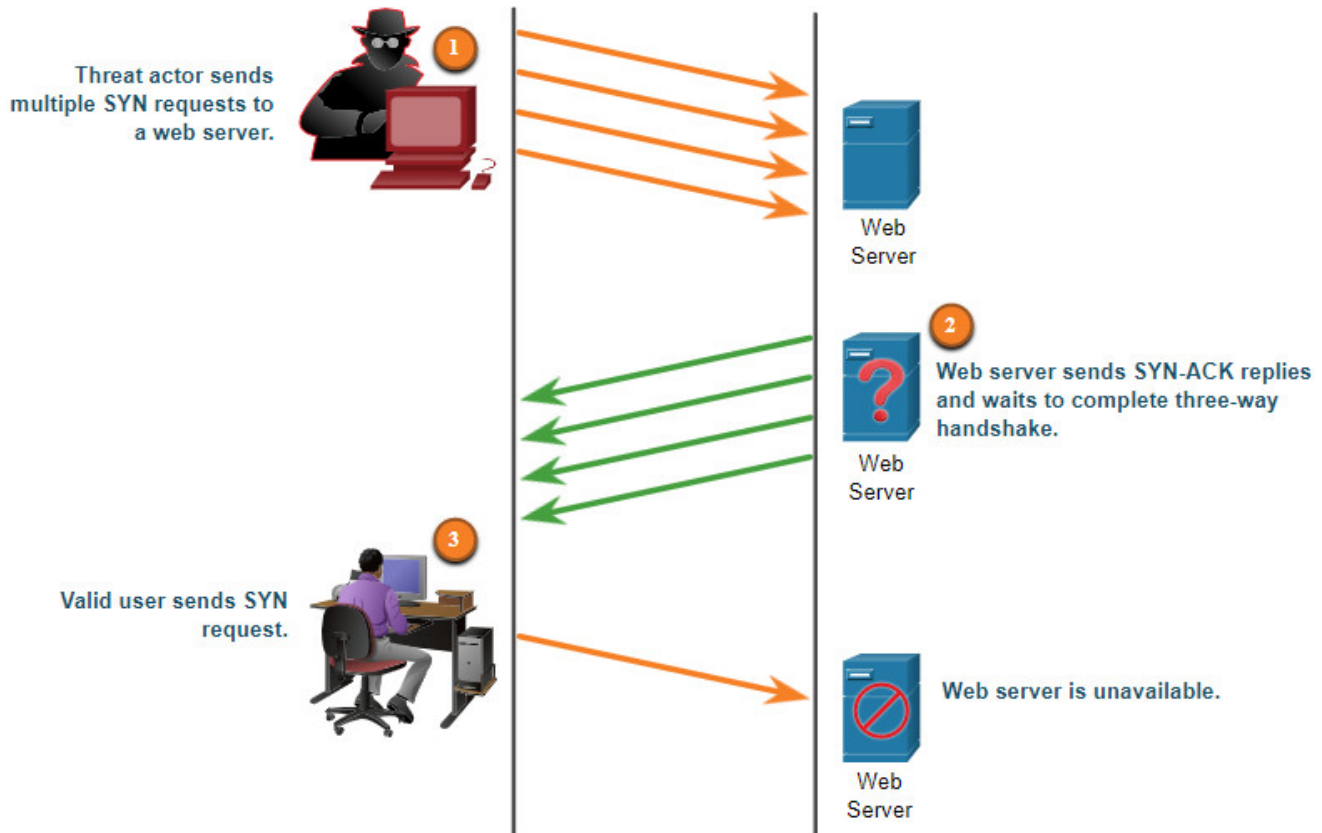 1
Threat actor sends
multiple SYN requests to
a web server.
Web
Server
2
Web server sends SYN-ACK replies
and waits to complete three-way
handshake.
Web
Server
3
Valid user sends SYN
request.
Web server is unavailable.
Web
Server